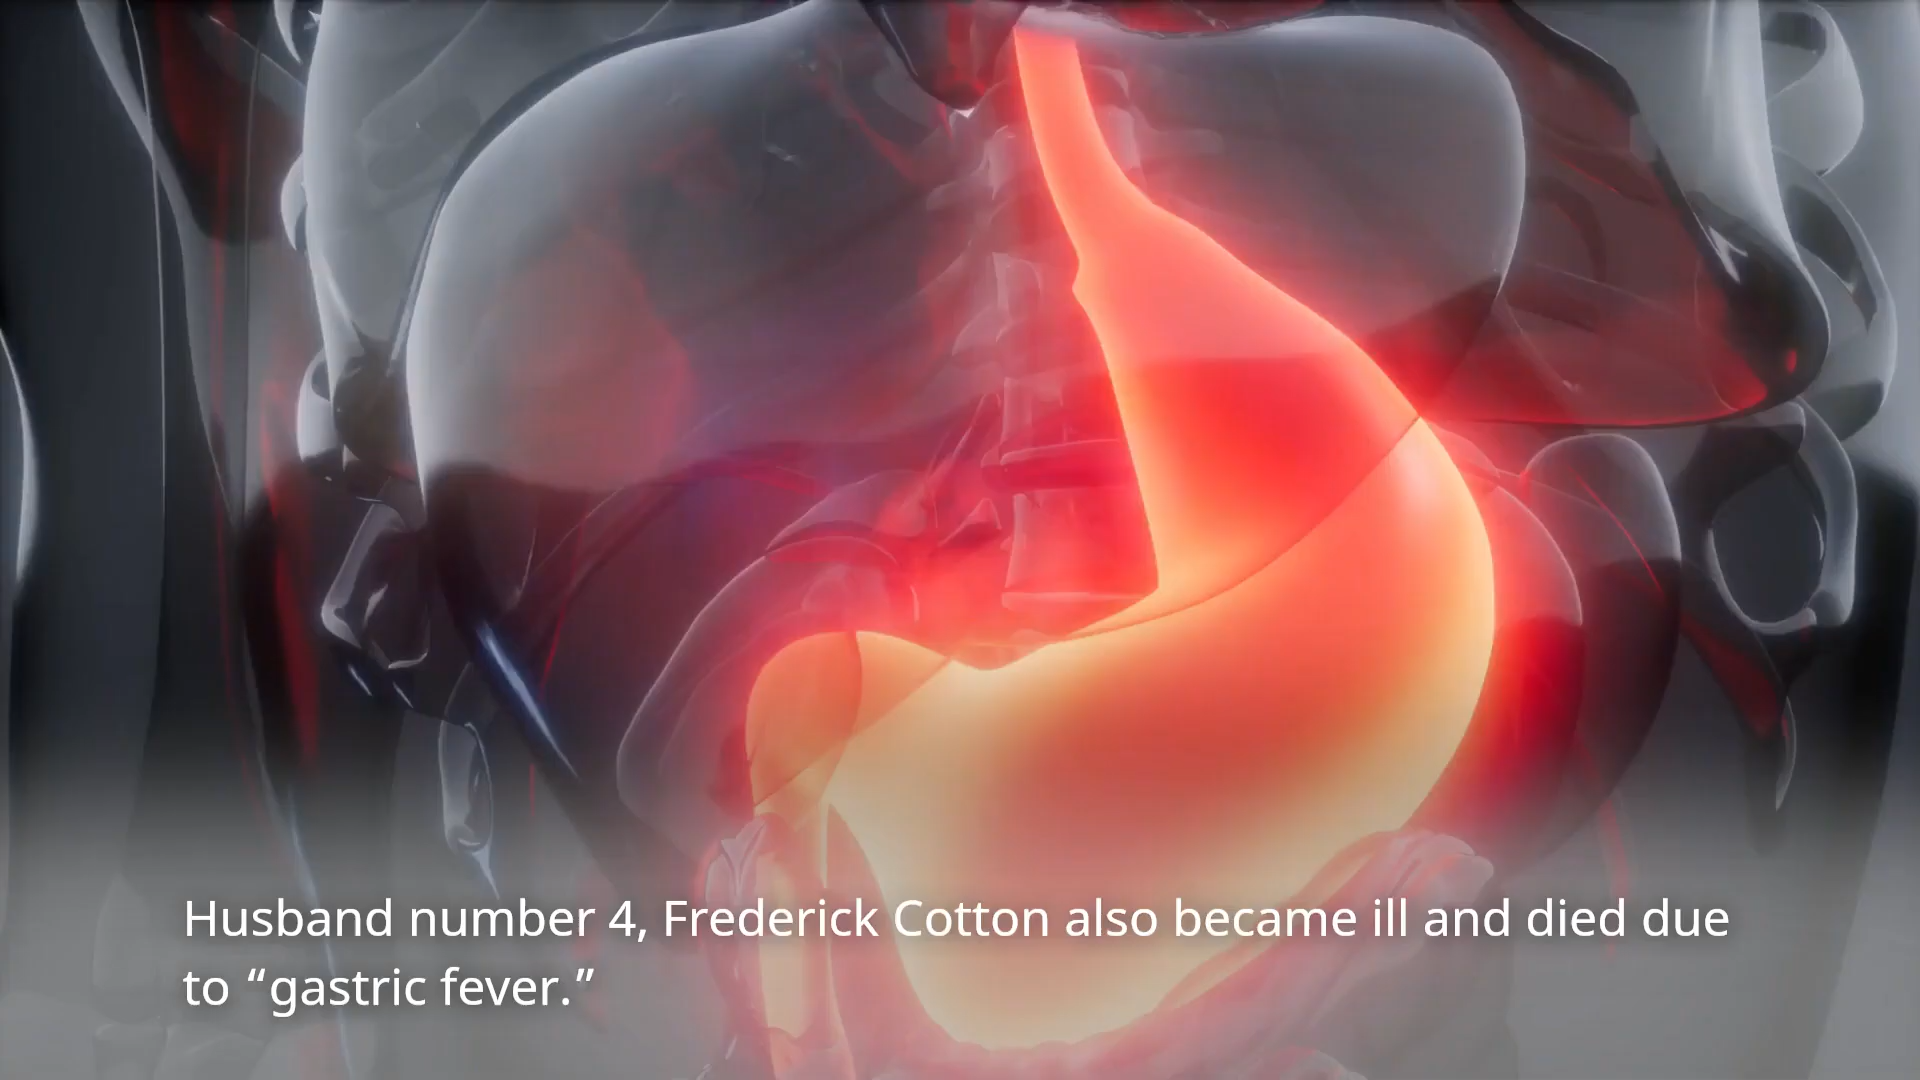 Husband number 4, Frederick Cotton also became ill and died due
to “gastric fever.”